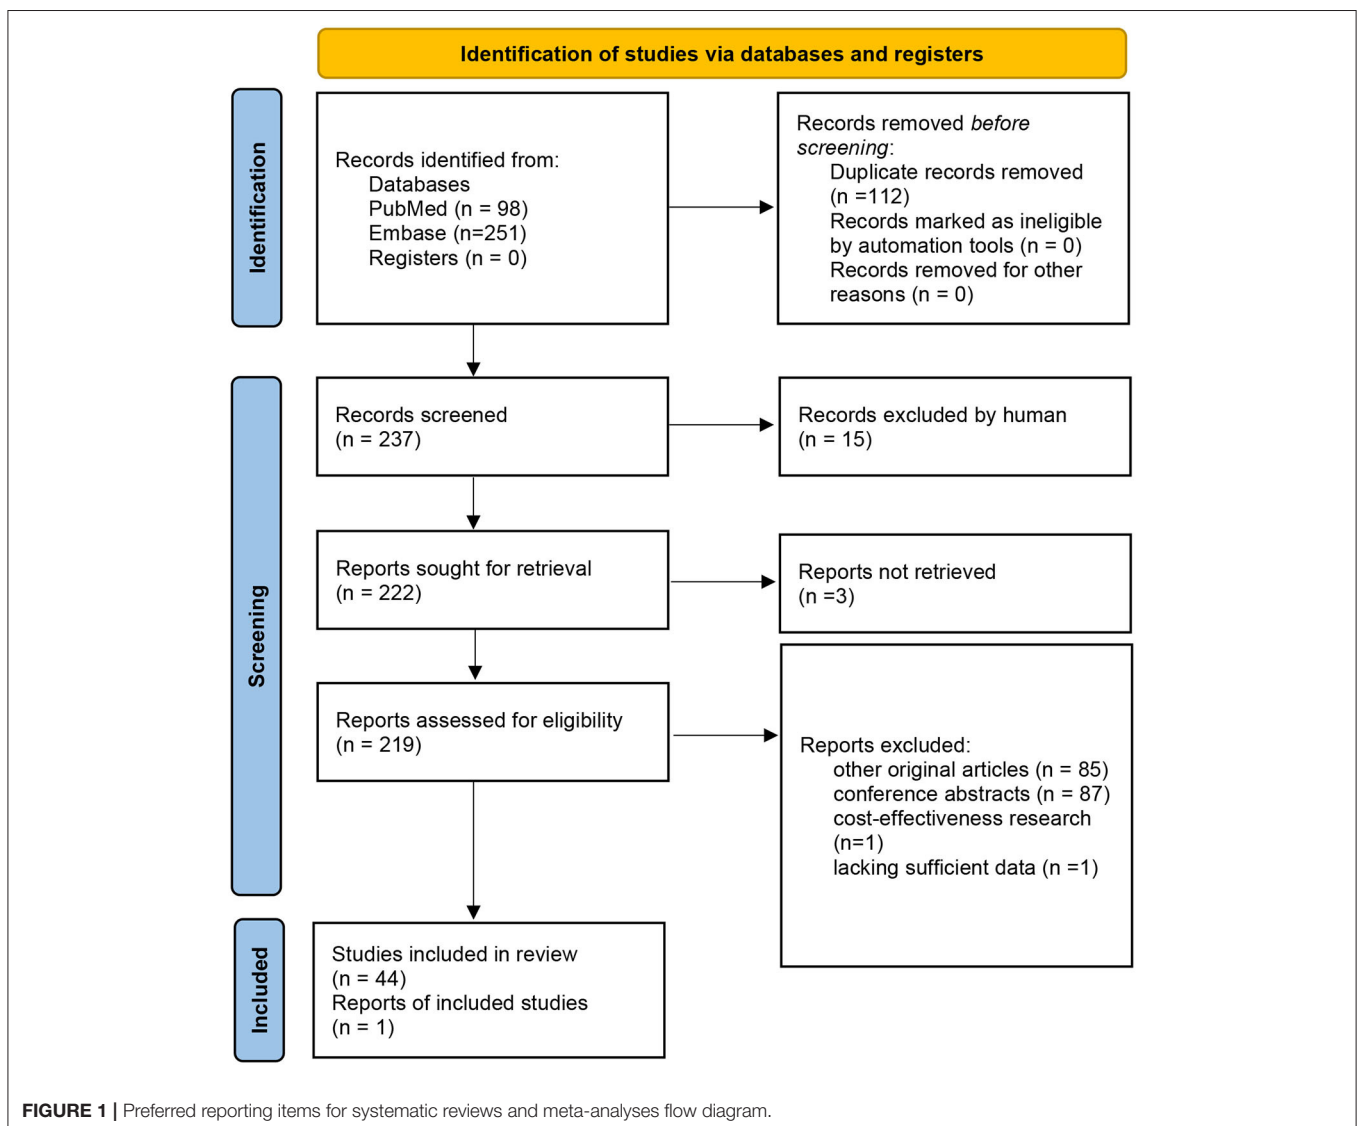 Identification of studies via databases and registers
Identification
Records identified from:
Databases
PubMed (n = 98)
Embase (n=251)
Registers (n = 0)
Records removed before
screening:
Duplicate records removed
(n =112)
Records marked as ineligible
by automation tools (n = 0)
Records removed for other
reasons (n = 0)
Screening
Records screened
(n = 237)
Records excluded by human
(n = 15)
Reports sought for retrieval
(n = 222)
Reports not retrieved
(n =3)
Reports assessed for eligibility
(n = 219)
Reports excluded:
other original articles (n = 85)
conference abstracts (n = 87)
cost-effectiveness research
(n=1)
lacking sufficient data (n =1)
Included
Studies included in review
(n = 44)
Reports of included studies
(n = 1)
FIGURE 1 | Preferred reporting items for systematic reviews and meta-analyses flow diagram.